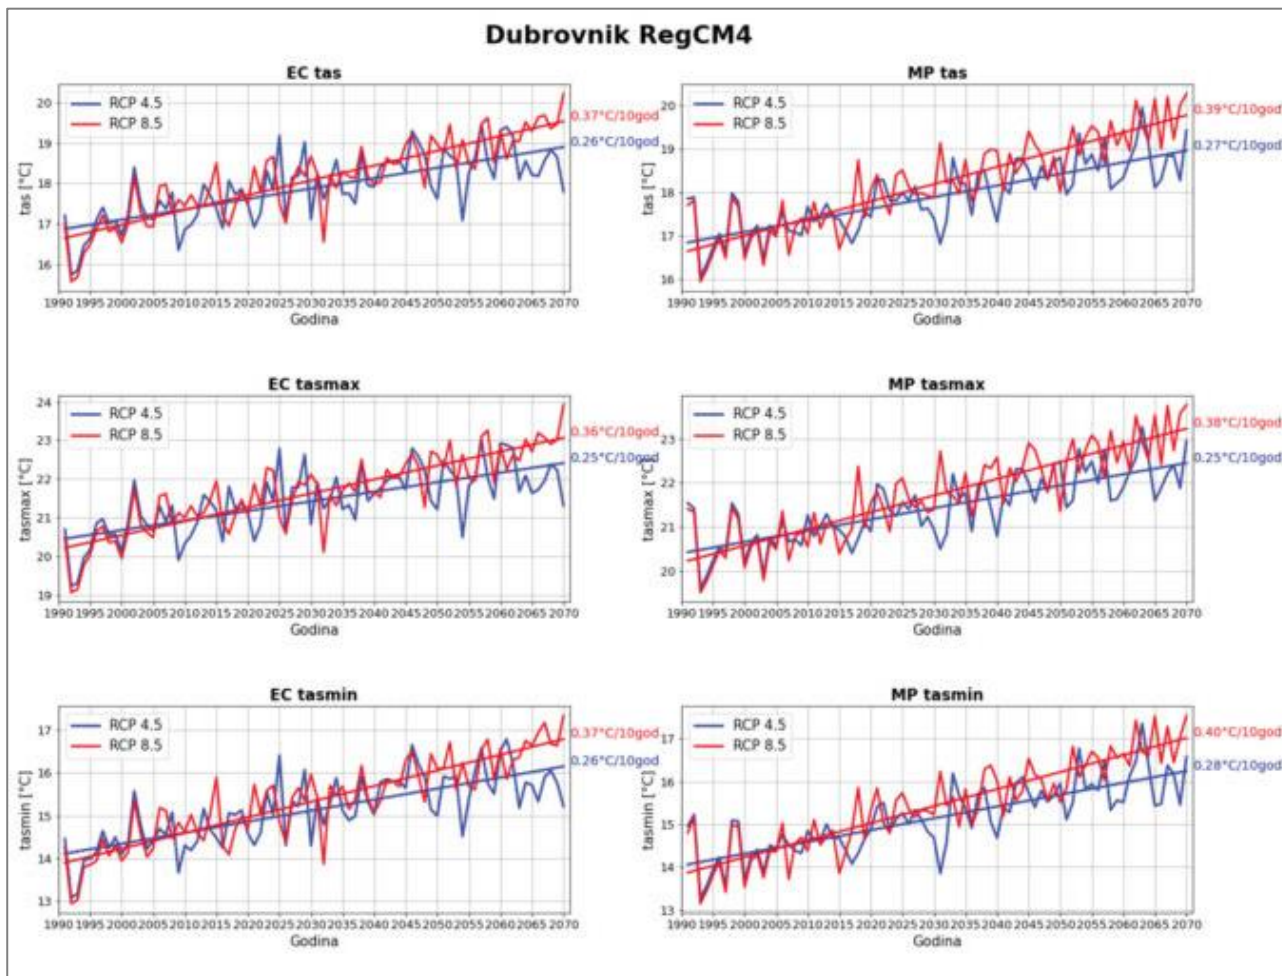 Dubrovnik RegCM4
EC tas
RCP 4.5
RCP 8.5
0.37°C/10god
0.26°C/10god
tas [°C]
20
19
18
17
16
1990 1995 2000 2005 2010 2015 2020 2025 2030 2035 2040 2045 2050 2055 2060 2065 2070
Godina
MP tas
RCP 4.5
RCP 8.5
0.39°C/10god
0.27°C/10god
tas [°C]
20
19
18
17
16
1990 1995 2000 2005 2010 2015 2020 2025 2030 2035 2040 2045 2050 2055 2060 2065 2070
Godina
EC tasmax
RCP 4.5
RCP 8.5
0.36°C/10god
0.25°C/10god
tasmax [°C]
24
23
22
21
20
19
1990 1995 2000 2005 2010 2015 2020 2025 2030 2035 2040 2045 2050 2055 2060 2065 2070
Godina
MP tasmax
RCP 4.5
RCP 8.5
0.38°C/10god
0.25°C/10god
tasmax [°C]
23
22
21
20
1990 1995 2000 2005 2010 2015 2020 2025 2030 2035 2040 2045 2050 2055 2060 2065 2070
Godina
EC tasmin
RCP 4.5
RCP 8.5
0.37°C/10god
0.26°C/10god
tasmin [°C]
17
16
15
14
13
1990 1995 2000 2005 2010 2015 2020 2025 2030 2035 2040 2045 2050 2055 2060 2065 2070
Godina
MP tasmin
RCP 4.5
RCP 8.5
0.40°C/10god
0.28°C/10god
tasmin [°C]
17
16
15
14
13
1990 1995 2000 2005 2010 2015 2020 2025 2030 2035 2040 2045 2050 2055 2060 2065 2070
Godina